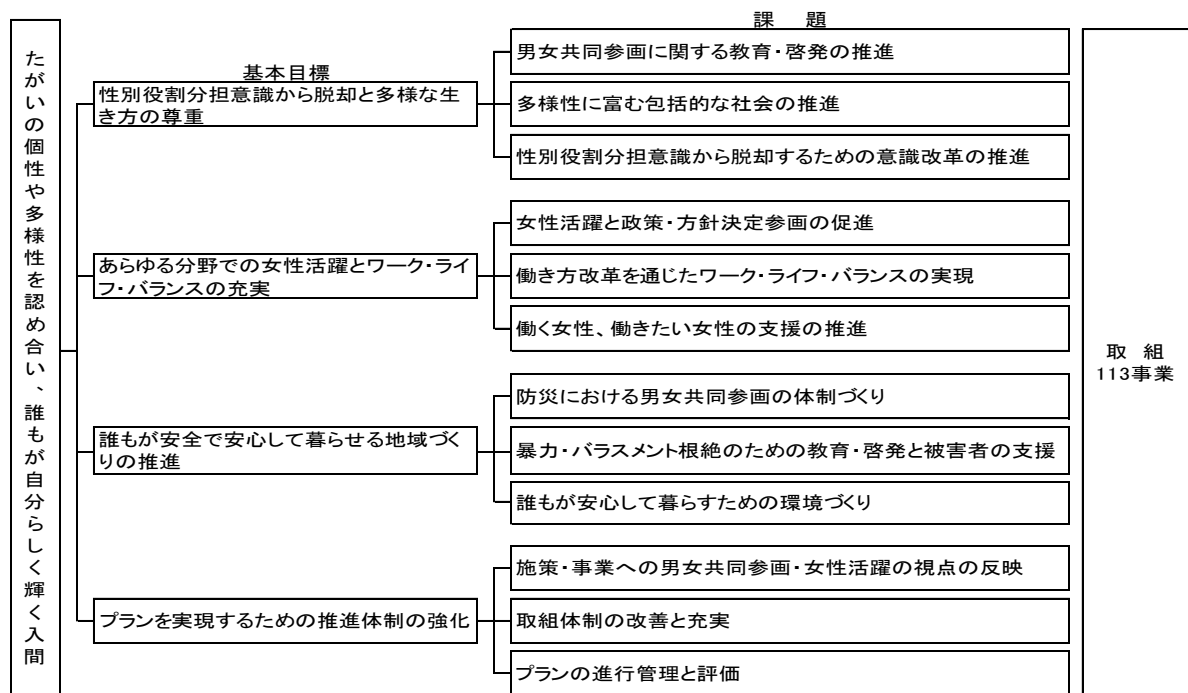 課　題
基本目標
たがいの個性や多様性を認め合い、誰もが自分らしく輝く入間
性別役割分担意識から脱却と多様な生
き方の尊重
男女共同参画に関する教育・啓発の推進
多様性に富む包括的な社会の推進
性別役割分担意識から脱却するための意識改革の推進
あらゆる分野での女性活躍とワーク・ライ
フ・バランスの充実
女性活躍と政策・方針決定参画の促進
働き方改革を通じたワーク・ライフ・バランスの実現
働く女性、働きたい女性の支援の推進
誰もが安全で安心して暮らせる地域づく
りの推進
防災における男女共同参画の体制づくり
暴力・バラスメント根絶のための教育・啓発と被害者の支援
誰もが安心して暮らすための環境づくり
プランを実現するための推進体制の強化
施策・事業への男女共同参画・女性活躍の視点の反映
取組体制の改善と充実
プランの進行管理と評価
取　組
113事業